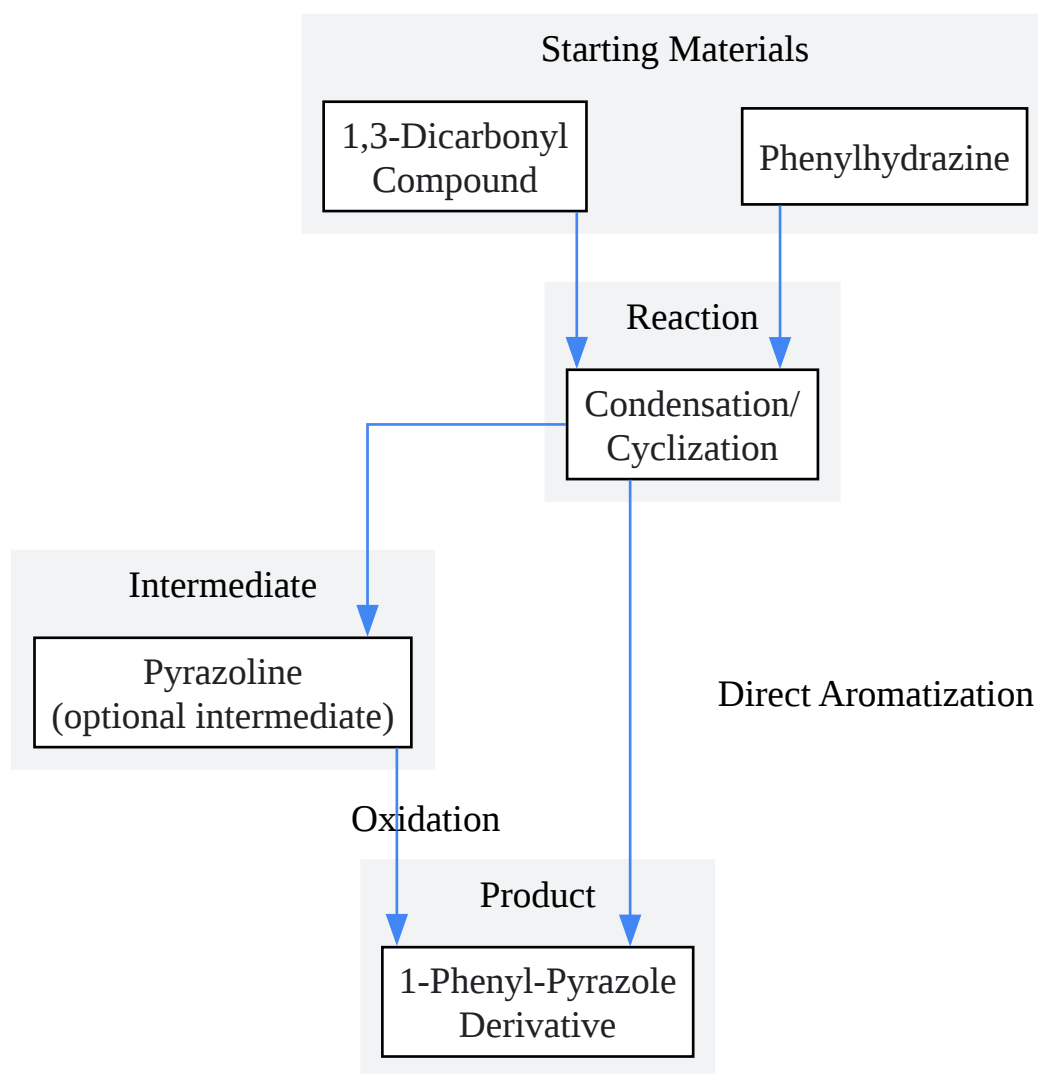 Starting Materials
1,3-Dicarbonyl
Compound
Phenylhydrazine
Reaction
Condensation/
Cyclization
Intermediate
Pyrazoline
(optional intermediate)
Direct Aromatization
Oxidation
Product
1-Phenyl-Pyrazole
Derivative